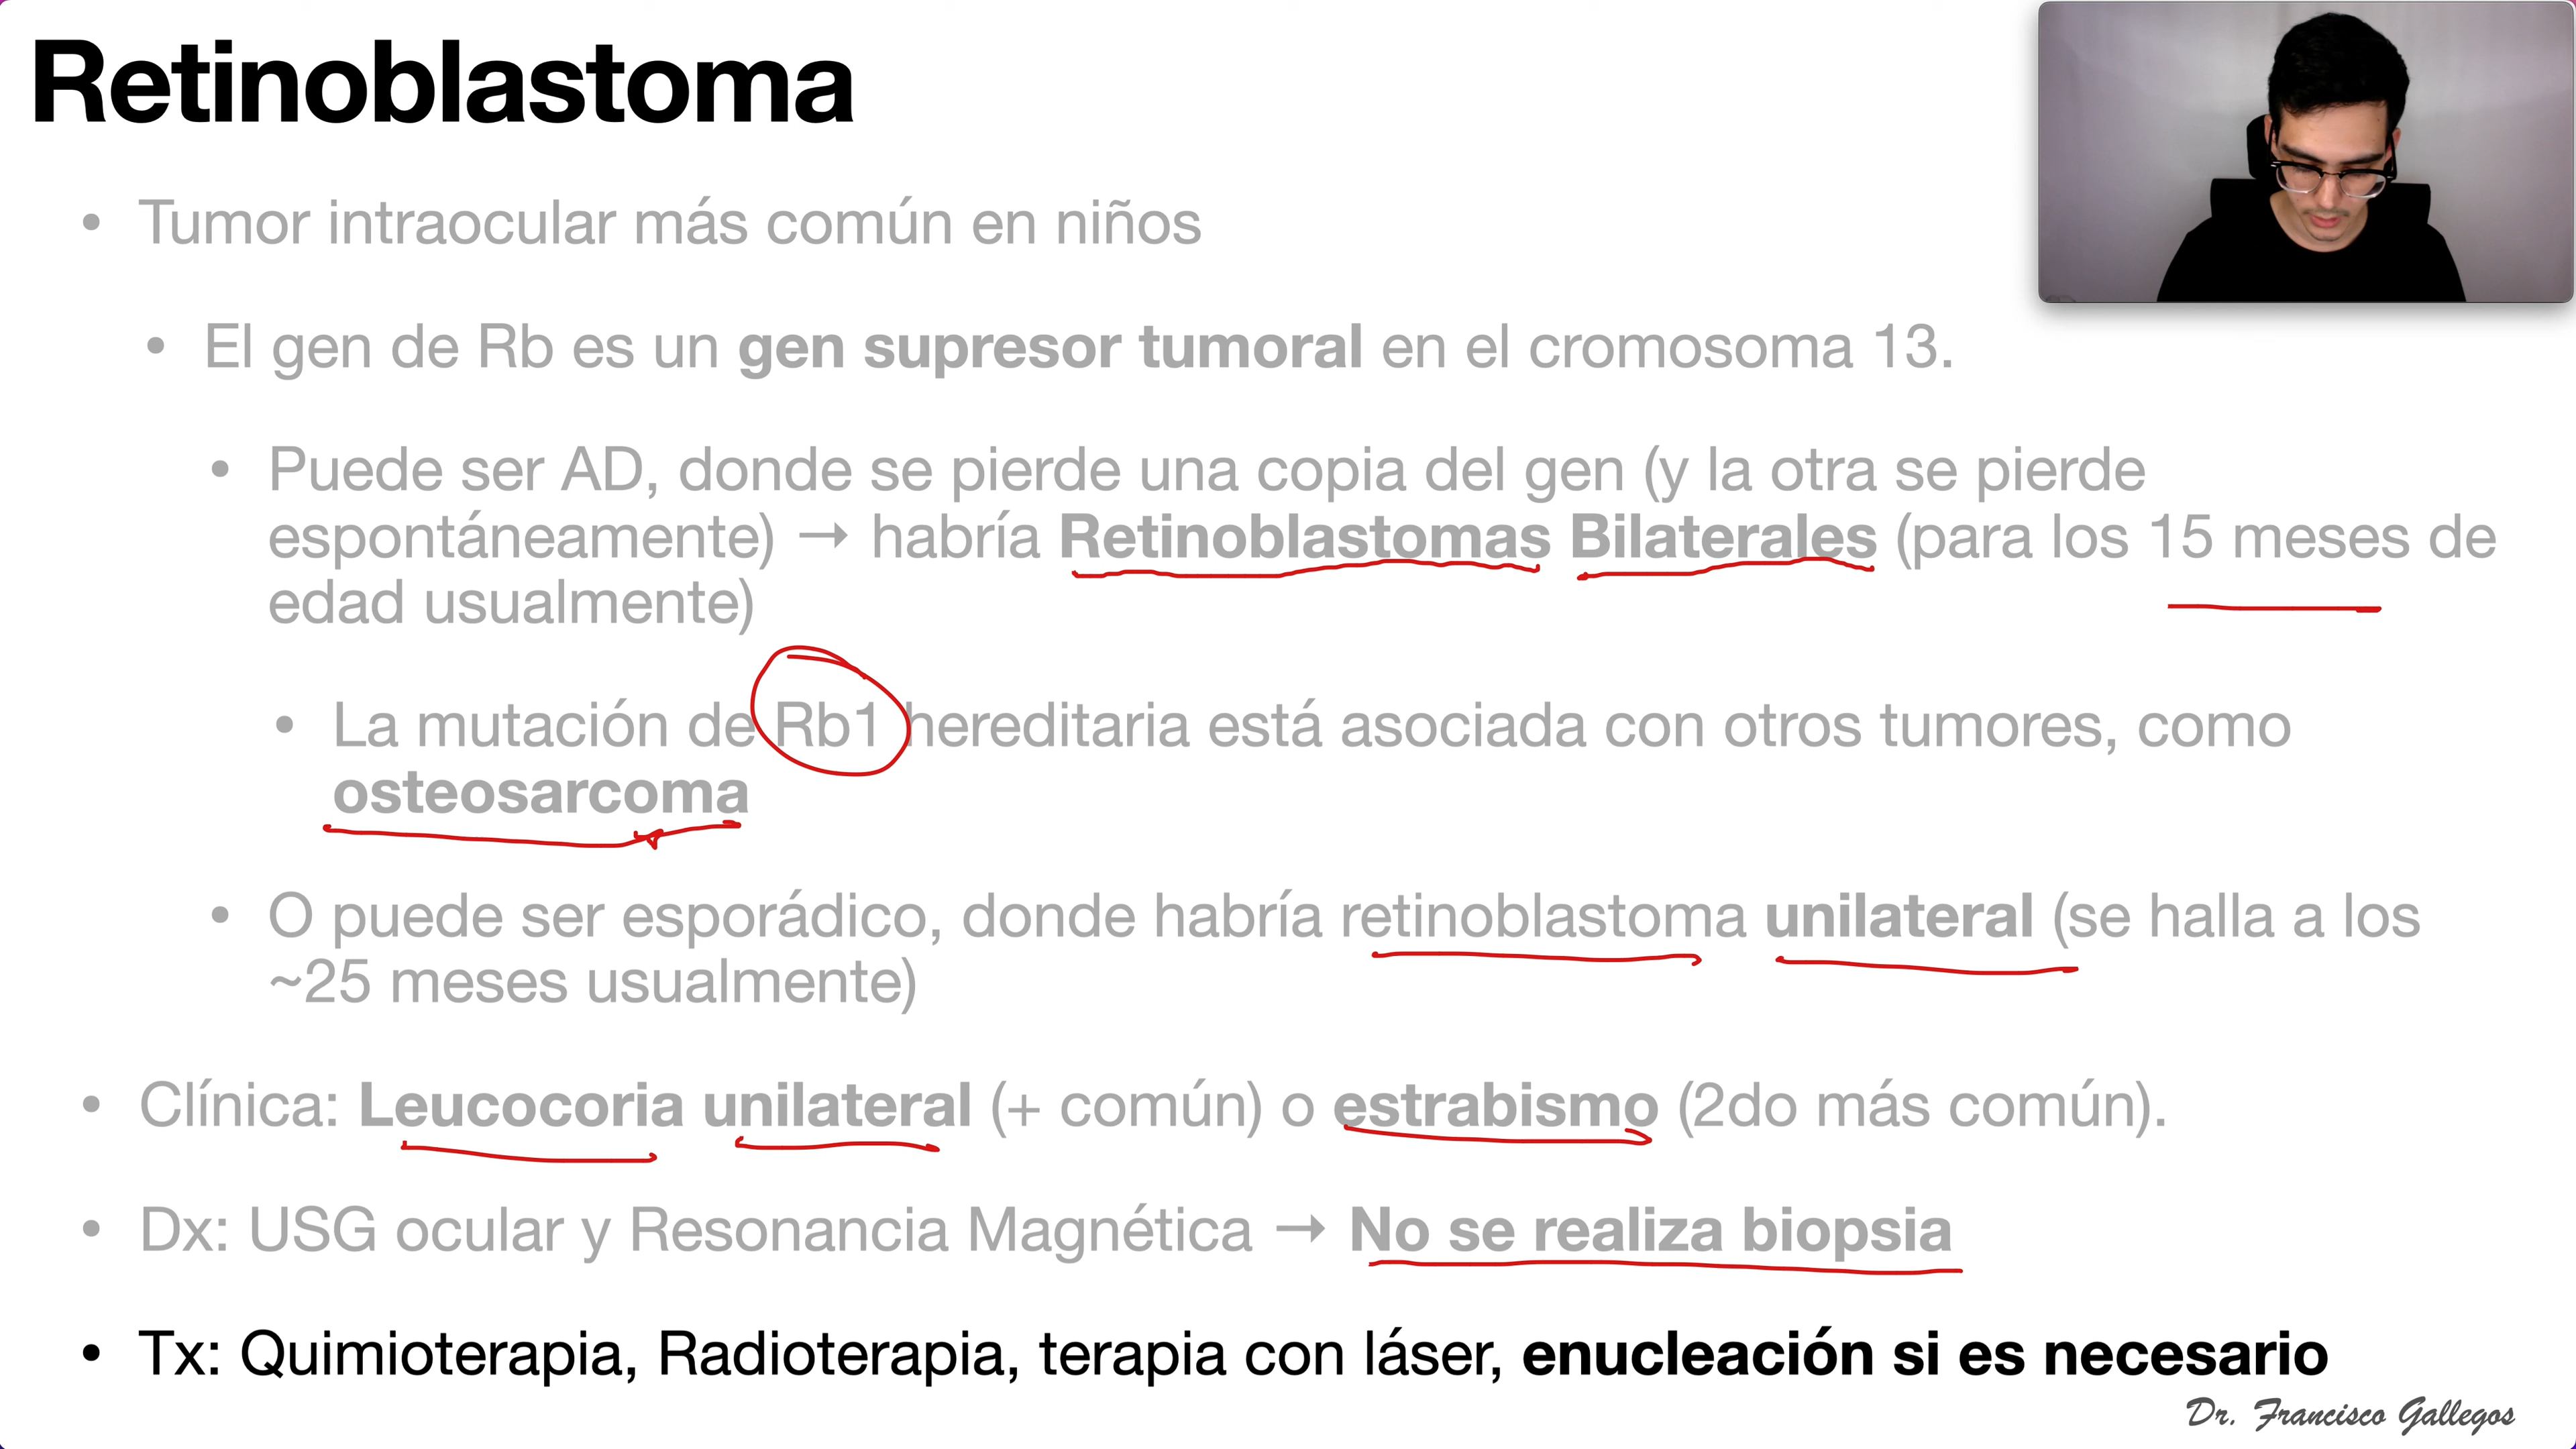 Retinoblastoma
• Tumor intraocular más común en niños
• El gen de Rb es un gen supresor tumoral en el cromosoma 13.
• Puede ser AD, donde se pierde una copia del gen (y la otra se pierde
espontáneamente) → habría Retinoblastomas Bilaterales (para los 15 meses de
edad usualmente)
• La mutación de Rb1 hereditaria está asociada con otros tumores, como
osteosarcoma
• O puede ser esporádico, donde habría retinoblastoma unilateral (se halla a los
~25 meses usualmente)
• Clínica: Leucocoria unilateral (+ común) o estrabismo (2do más común).
• Dx: USG ocular y Resonancia Magnética → No se realiza biopsia
• Tx: Quimioterapia, Radioterapia, terapia con láser, enucleación si es necesario
Dr. Francisco Gallegos